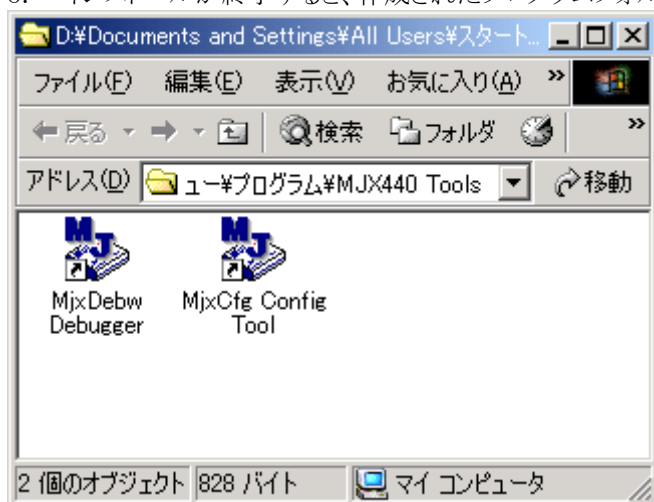 D:¥Documents and Settings¥All Users¥スタート...
ファイル(F) 編集(E) 表示(V) お気に入り(A) »
戻る 検索 フォルダ »
アドレス(D) ュー¥プログラム¥MJX440 Tools 移動
MJ MJ
MjxDebw Debugger
MjxCfg Config Tool
2 個のオブジェクト 828 バイト マイ コンピュータ